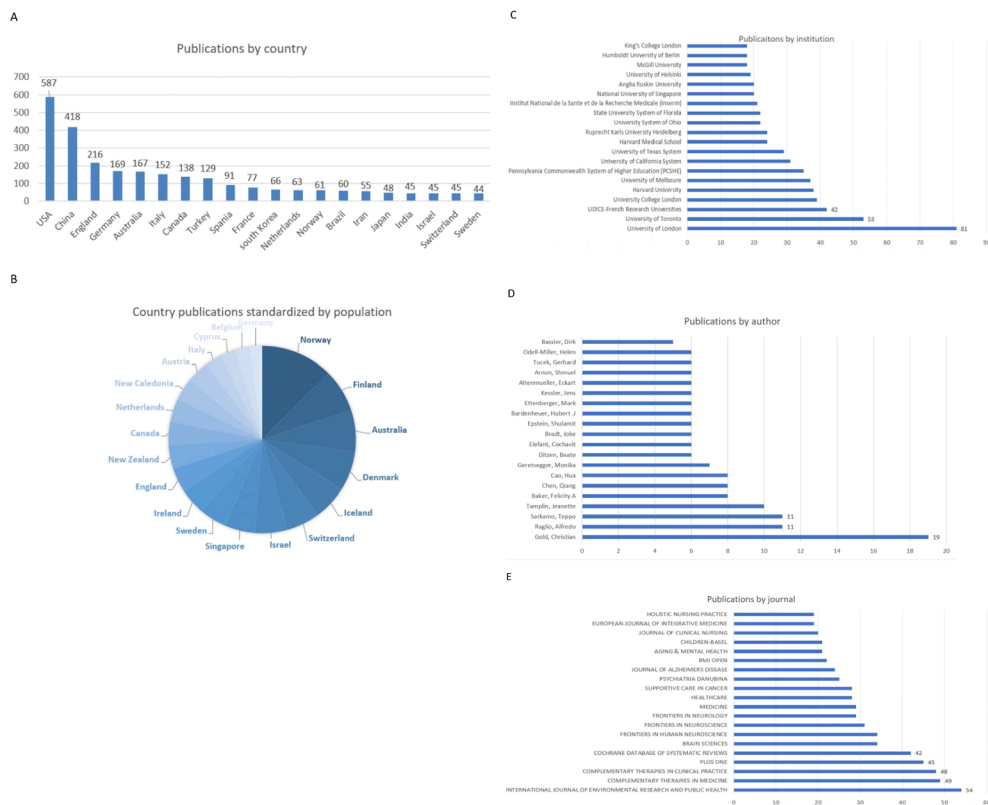 A
Publications by country
700
600
500
400
300
200
100
0
587
418
216
169
167
152
138
129
91
77
66
63
61
60
55
48
45
45
45
44
USA
China
England
Germany
Australia
Italy
Canada
Turkey
Spania
France
south Korea
Netherlands
Norway
Brazil
Iran
Japan
India
Israel
Switzerland
Sweden
B
Country publications standardized by population
Norway
Finland
Australia
Denmark
Iceland
Switzerland
Israel
Singapore
Sweden
Ireland
England
New Zealand
Canada
Netherlands
New Caledonia
Austria
Italy
Cyprus
Belgium
Germany
C
Publicaitons by institution
King's College London
Humboldt University of Berlin
McGill University
University of Helsinki
Anglia Ruskin University
National University of Singapore
Institut National de la Sante et de la Recherche Medicale (Inserm)
State University System of Florida
University System of Ohio
Ruprecht Karls University Heidelberg
Harvard Medical School
University of Texas System
University of California System
Pennsylvania Commonwealth System of Higher Education (PCSHE)
University of Melboure
Harvard University
University College London
UDICE-French Research Universities 42
University of Toronto 53
University of London 81
0 10 20 30 40 50 60 70 80
D
Publications by author
Bassler, Dirk
Odell-Miller, Helen
Tucek, Gerhard
Arnon, Shmuel
Altenmueller, Eckart
Kessler, Jens
Ettenberger, Mark
Bardenheuer, Hubert J
Epstein, Shulamit
Bradt, Joke
Elefant, Cochavit
Ditzen, Beate
Geretsegger, Monika
Cao, Hua
Chen, Qiang
Baker, Felicity A
Tamplin, Jeanette
Sarkamo, Teppo 11
Raglio, Alfredo 11
Gold, Christian 19
0 2 4 6 8 10 12 14 16 18 20
E
Publications by journal
HOLISTIC NURSING PRACTICE
EUROPEAN JOURNAL OF INTEGRATIVE MEDICINE
JOURNAL OF CLINICAL NURSING
CHILDREN-BASEL
AGING & MENTAL HEALTH
BMJ OPEN
JOURNAL OF ALZHEIMERS DISEASE
PSYCHIATRIA DANUBINA
SUPPORTIVE CARE IN CANCER
HEALTHCARE
MEDICINE
FRONTIERS IN NEUROLOGY
FRONTIERS IN NEUROSCIENCE
FRONTIERS IN HUMAN NEUROSCIENCE
BRAIN SCIENCES
COCHRANE DATABASE OF SYSTEMATIC REVIEWS 42
PLOS ONE 45
COMPLEMENTARY THERAPIES IN CLINICAL PRACTICE 48
COMPLEMENTARY THERAPIES IN MEDICINE 49
INTERNATIONAL JOURNAL OF ENVIRONMENTAL RESEARCH AND PUBLIC HEALTH 54
0 10 20 30 40 50